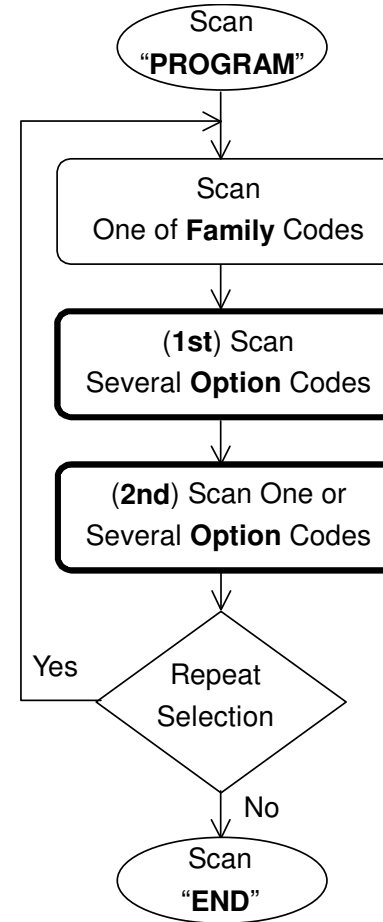 Scan
“PROGRAM”
Scan
One of Family Codes
(1st) Scan
Several Option Codes
(2nd) Scan One or
Several Option Codes
Yes
Repeat
Selection
No
Scan
“END”